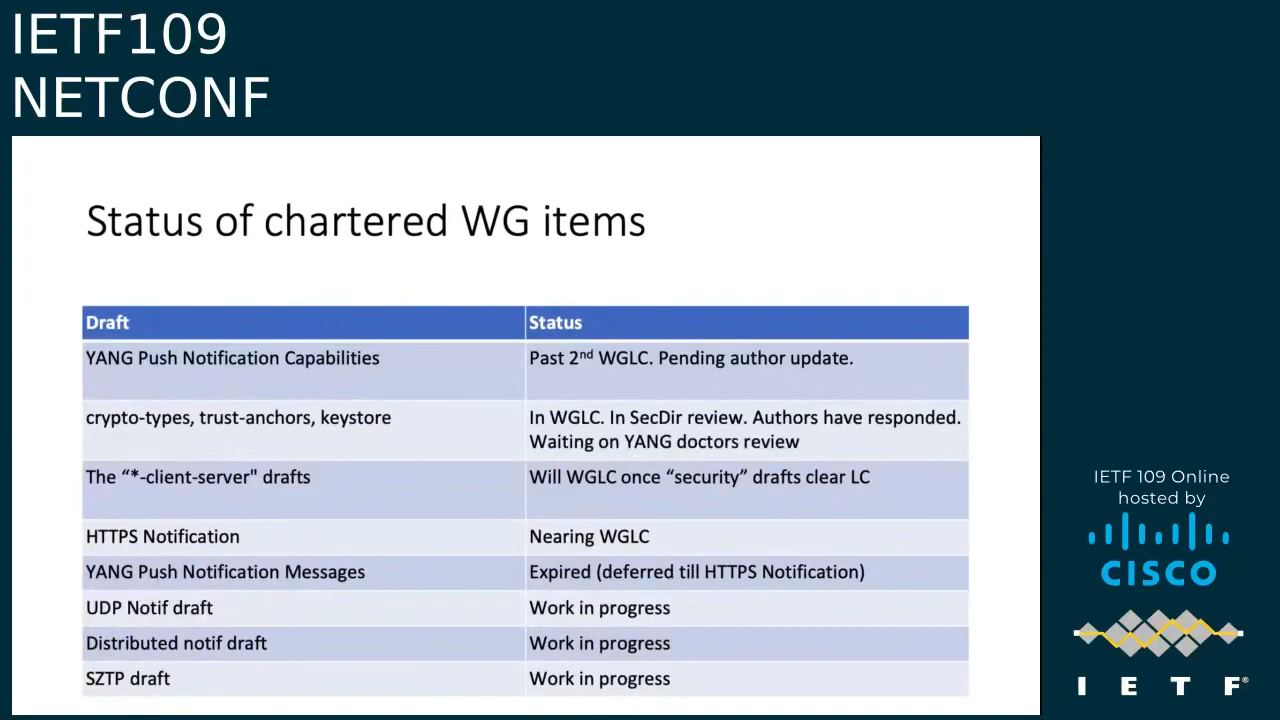 IETF109
NETCONF
Status of chartered WG items
Draft Status
YANG Push Notification Capabilities Past 2nd WGLC. Pending author update.
crypto-types, trust-anchors, keystore In WGLC. In SecDir review. Authors have responded.
Waiting on YANG doctors review
The “*-client-server" drafts Will WGLC once “security” drafts clear LC
HTTPS Notification Nearing WGLC
YANG Push Notification Messages Expired (deferred till HTTPS Notification)
UDP Notif draft Work in progress
Distributed notif draft Work in progress
SZTP draft Work in progress
IETF 109 Online
hosted by
CISCO
I E T F®